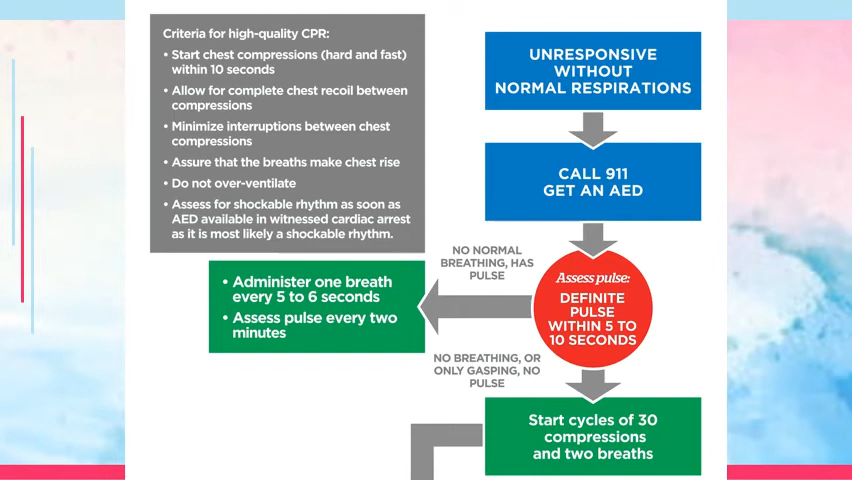 Criteria for high-quality CPR:
• Start chest compressions (hard and fast)
within 10 seconds
• Allow for complete chest recoil between
compressions
• Minimize interruptions between chest
compressions
• Assure that the breaths make chest rise
• Do not over-ventilate
• Assess for shockable rhythm as soon as
AED available in witnessed cardiac arrest
as it is most likely a shockable rhythm.
UNRESPONSIVE
WITHOUT
NORMAL RESPIRATIONS
CALL 911
GET AN AED
NO NORMAL
BREATHING, HAS
PULSE
Assess pulse:
DEFINITE
PULSE
WITHIN 5 TO
10 SECONDS
• Administer one breath
every 5 to 6 seconds
• Assess pulse every two
minutes
NO BREATHING, OR
ONLY GASPING, NO
PULSE
Start cycles of 30
compressions
and two breaths